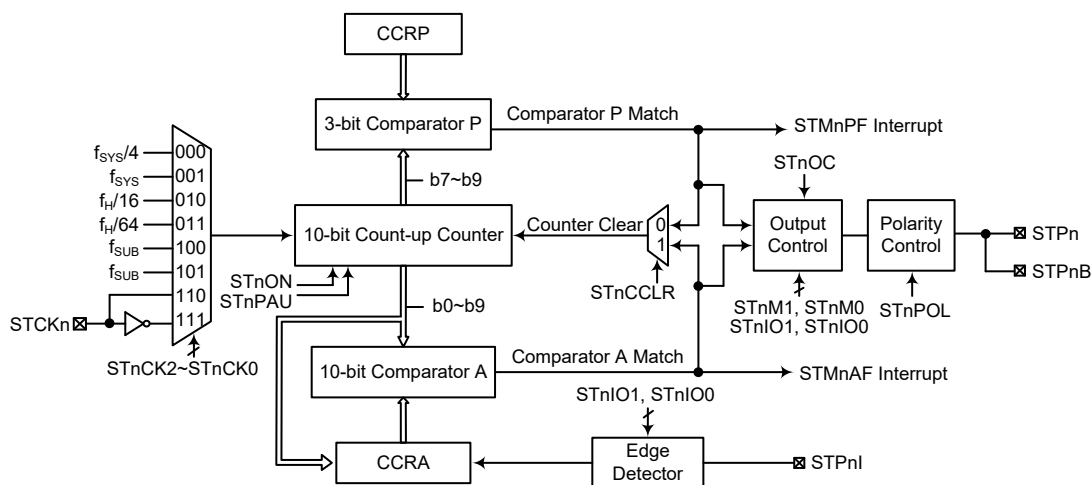 CCRP
3-bit Comparator P
Comparator P Match
STMnPF Interrupt
b7~b9
fSYS/4
fSYS
fH/16
fH/64
fSUB
fSUB
000
001
010
011
100
101
110
111
STCKn
STnCK2~STnCK0
10-bit Count-up Counter
STnON
STnPAU
Counter Clear
0
1
STnCCLR
STnOC
Output
Control
STnM1, STnM0
STnIO1, STnIO0
Polarity
Control
STnPOL
STPn
STPnB
b0~b9
10-bit Comparator A
Comparator A Match
STMnAF Interrupt
STnIO1, STnIO0
CCRA
Edge
Detector
STPnI